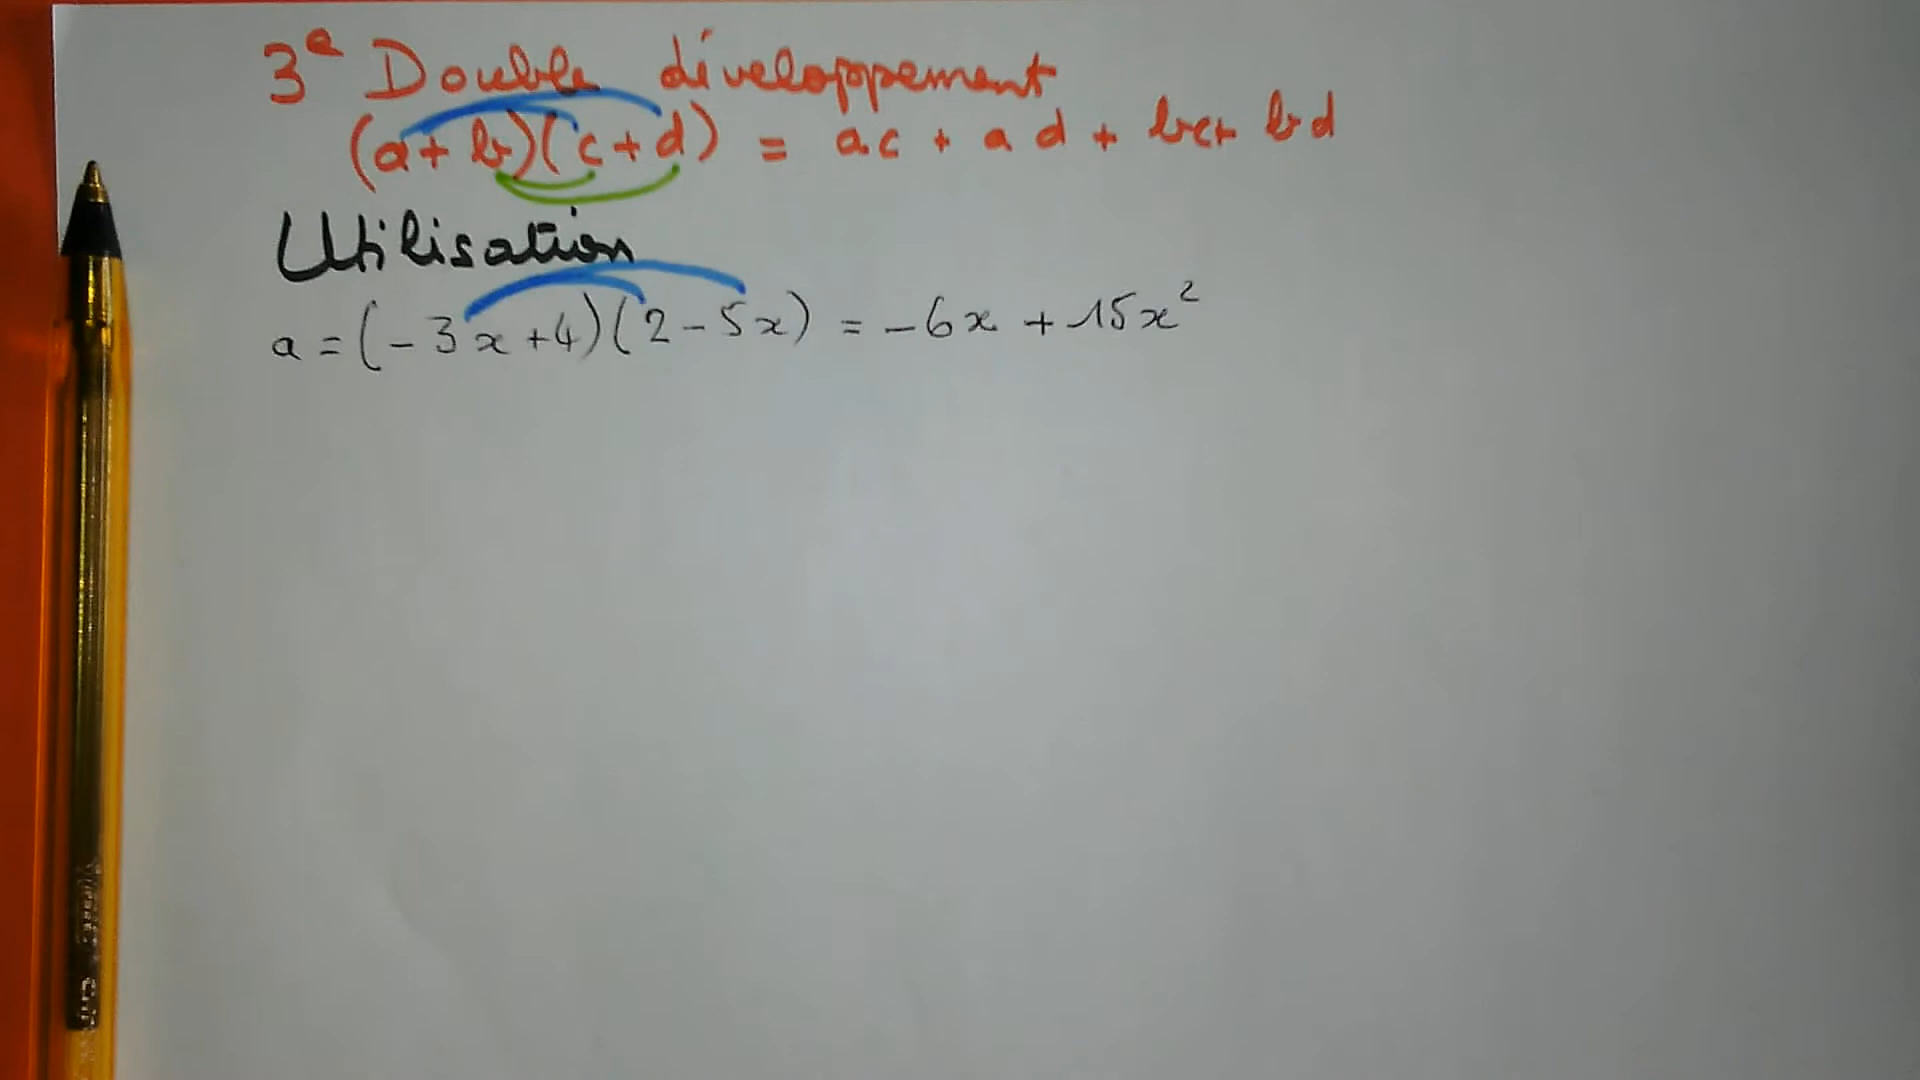 3e Double développement
(a+b)(c+d) = ac + ad + bc+ bd
Utilisation
a = (-3x+4)(2-5x) = -6x + 15x²